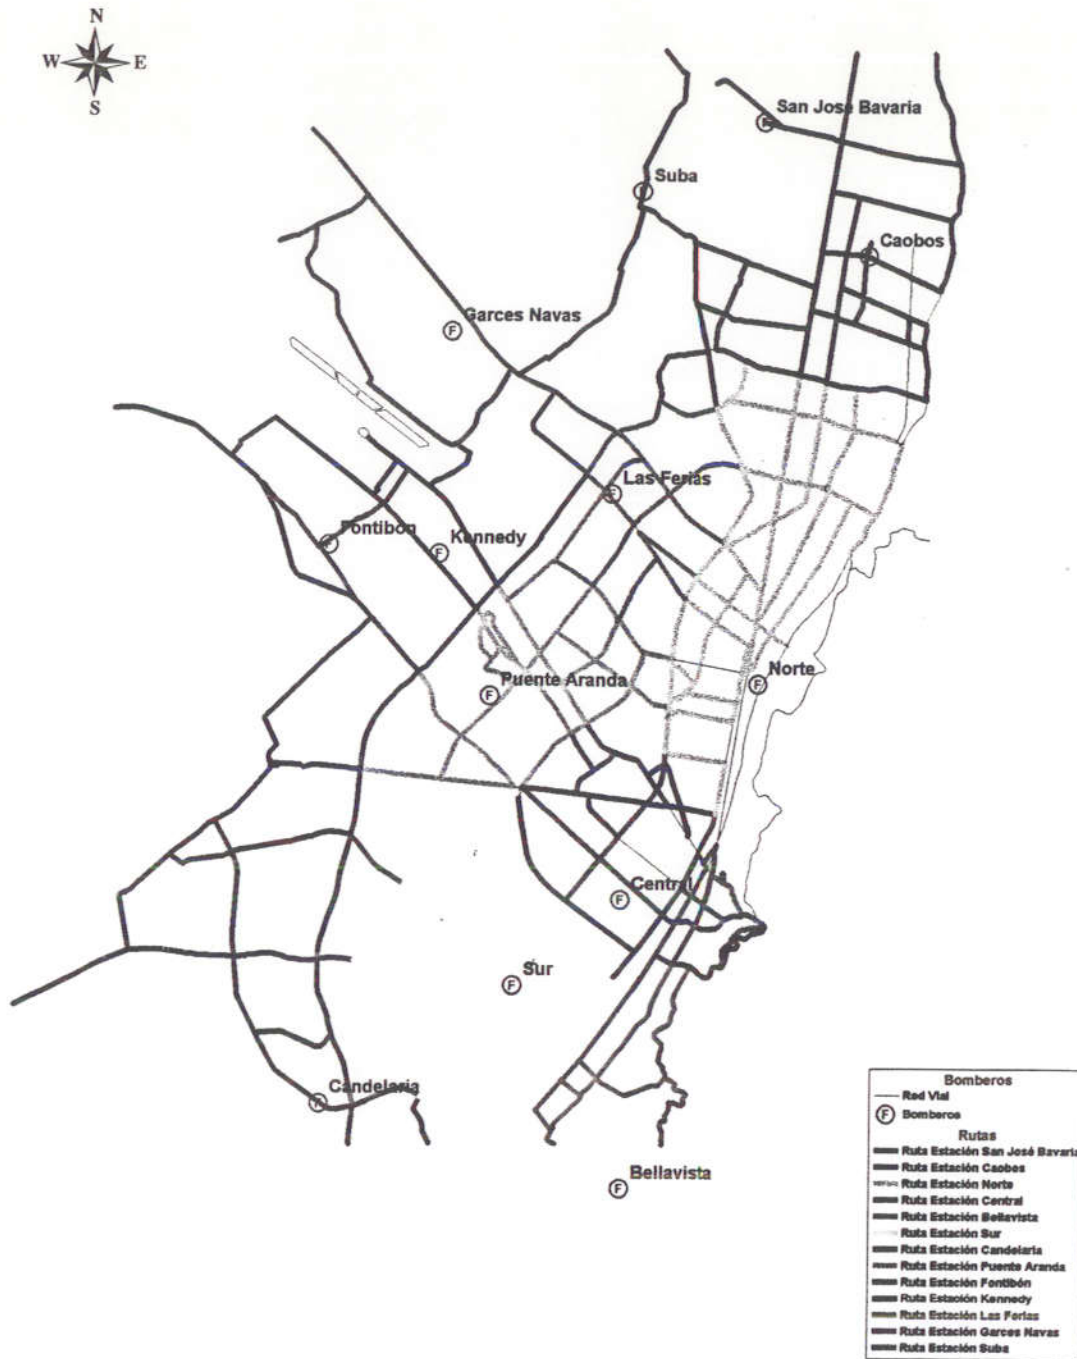 N
W E
S
San José Bavaria
F
Suba
F
Caobos
F
Garces Navas
F
Las Ferias
F
Fontibón
F
Kennedy
F
Puente Aranda
F
Norte
F
Central
F
Sur
F
Candelaria
F
Bellavista
F
Bomberos
Red Vial
F Bomberos
Rutas
Ruta Estación San José Bavaria
Ruta Estación Caobos
Ruta Estación Norte
Ruta Estación Central
Ruta Estación Bellavista
Ruta Estación Sur
Ruta Estación Candelaria
Ruta Estación Puente Aranda
Ruta Estación Fontibón
Ruta Estación Kennedy
Ruta Estación Las Ferias
Ruta Estación Garces Navas
Ruta Estación Suba